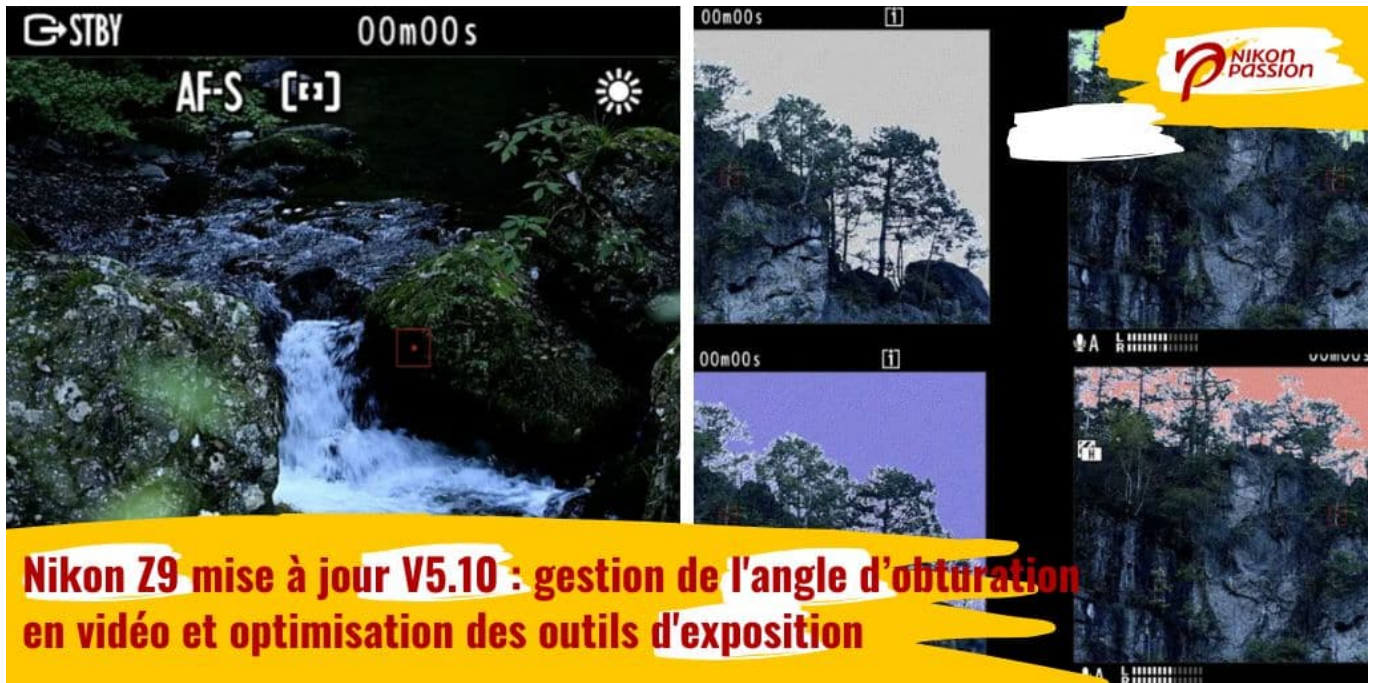 STBY
00m00s
AF-S
00m00s
i
NIKON
PASSION
A L
R
00m00s
i
00m00s
A L
R
Nikon Z9 mise à jour V5.10 : gestion de l'angle d’obturation
en vidéo et optimisation des outils d'exposition